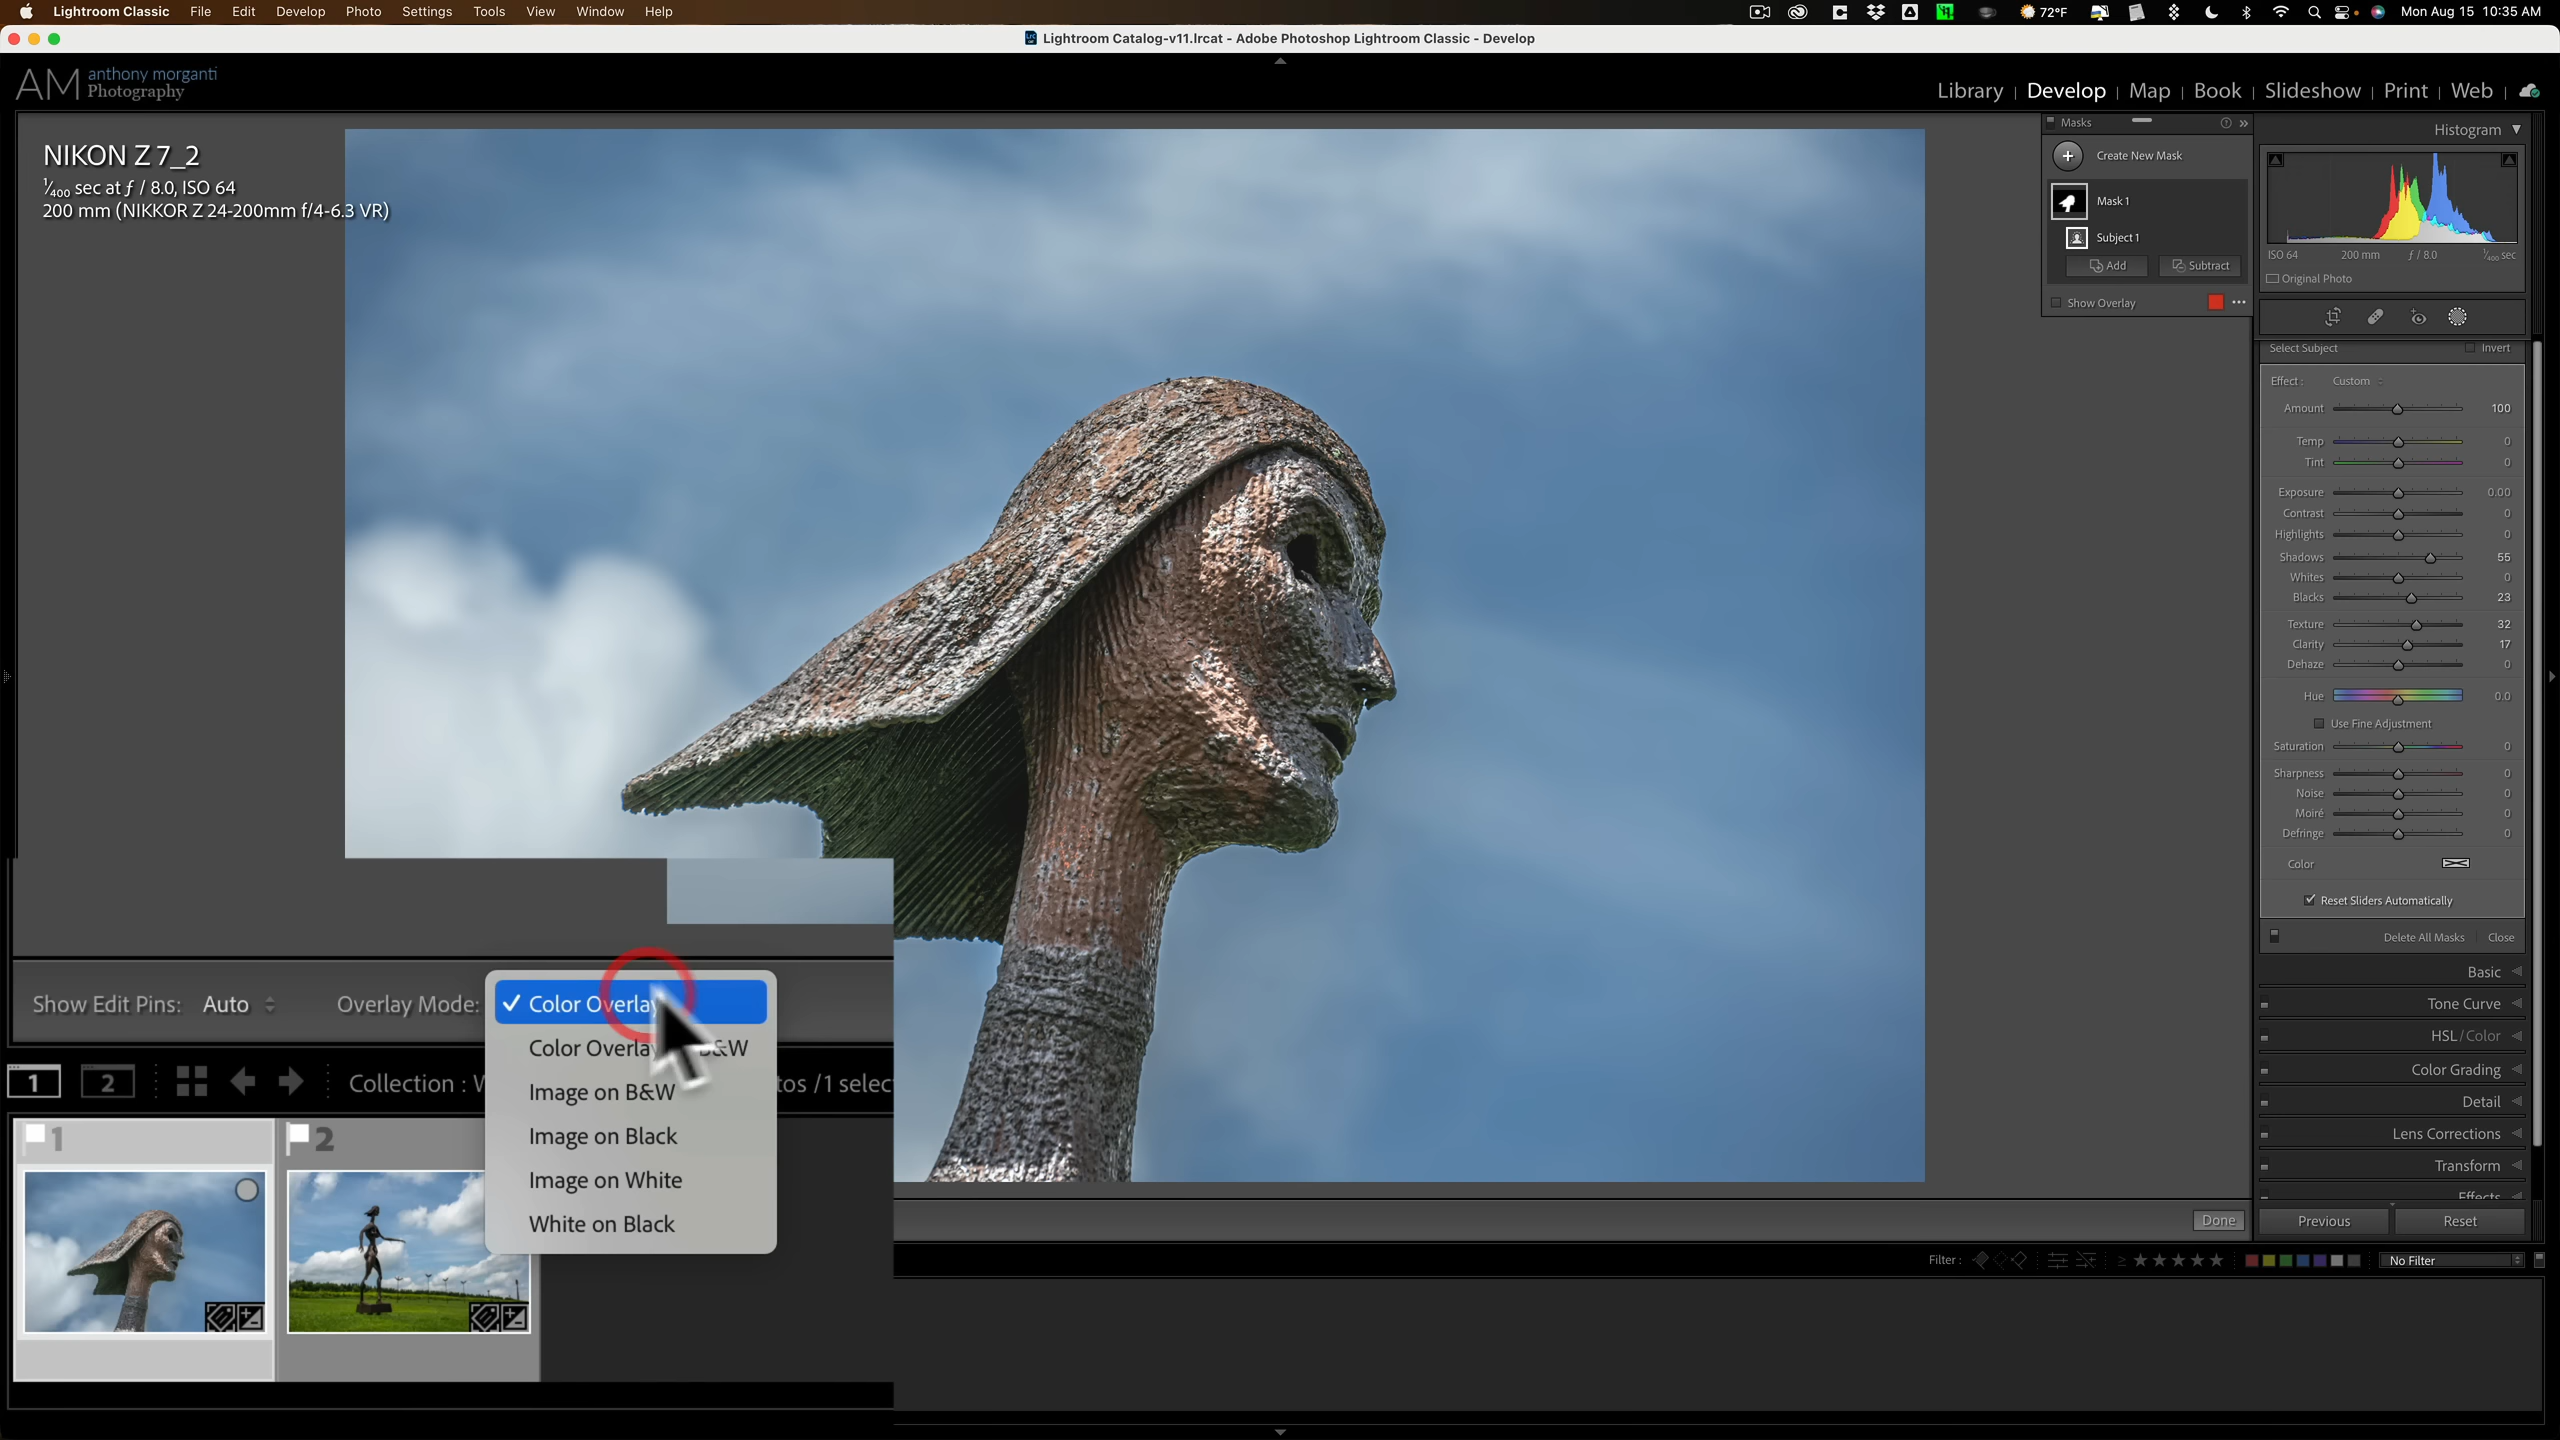 Lightroom Classic File Edit Develop Photo Settings Tools View Window Help 72°F Mon Aug 15 10:35 AM
Lightroom Catalog-v11.lrcat - Adobe Photoshop Lightroom Classic - Develop
AM anthony morganti
Photography
Library | Develop | Map | Book | Slideshow | Print | Web
NIKON Z 7_2
1/400 sec at ƒ / 8.0, ISO 64
200 mm (NIKKOR Z 24-200mm f/4-6.3 VR)
Masks
Create New Mask
Mask 1
Subject 1
Add Subtract
Show Overlay
Histogram
ISO 64 200 mm ƒ / 8.0 1/400 sec
Original Photo
Select Subject Invert
Effect : Custom
Amount 100
Temp 0
Tint 0
Exposure 0.00
Contrast 0
Highlights 0
Shadows 55
Whites 0
Blacks 23
Texture 32
Clarity 17
Dehaze 0
Hue 0.0
Use Fine Adjustment
Saturation 0
Sharpness 0
Noise 0
Moiré 0
Defringe 0
Color
Reset Sliders Automatically
Delete All Masks Close
Basic
Tone Curve
HSL / Color
Color Grading
Detail
Lens Corrections
Transform
Effects
Previous Reset
Show Edit Pins: Auto Overlay Mode:
Color Overlay
Color Overla B&W
Image on B&W
Image on Black
Image on White
White on Black
1 2 Collection : tos /1 selec
1 2
Done
Filter : No Filter